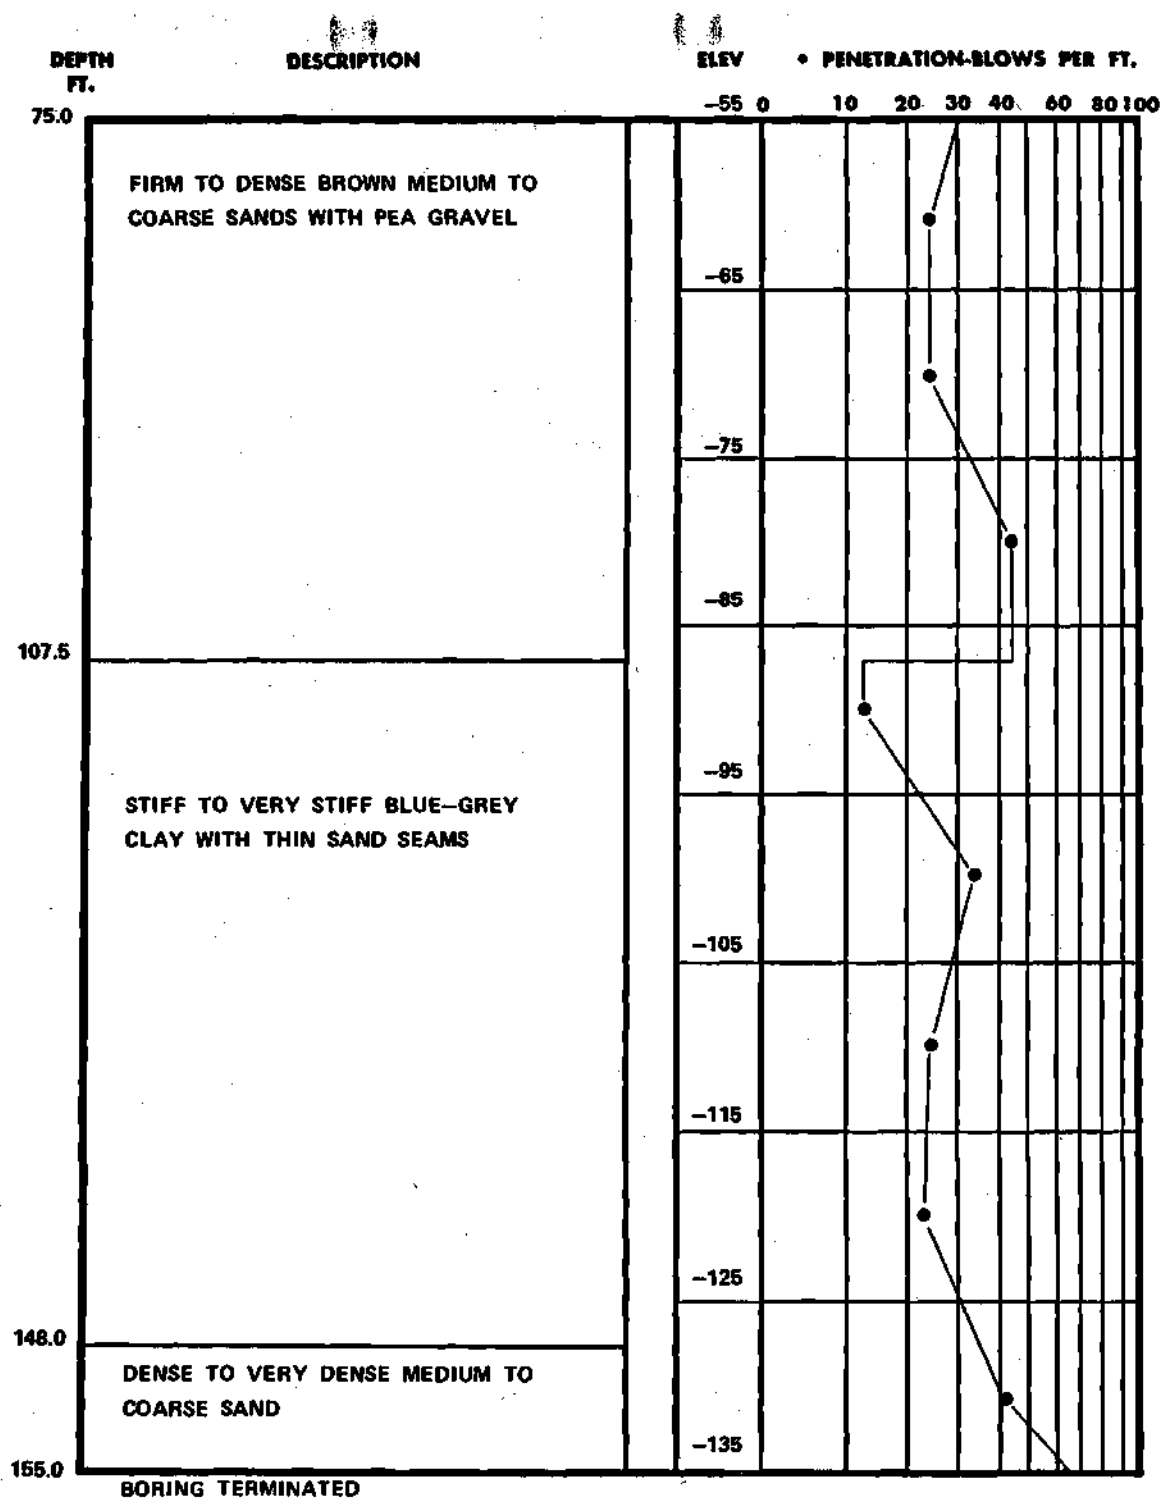 DEPTH FT. DESCRIPTION ELEV • PENETRATION-BLOWS PER FT.
75.0 -55 0 10 20 30 40 60 80 100
FIRM TO DENSE BROWN MEDIUM TO
COARSE SANDS WITH PEA GRAVEL
-65
-75
-85
107.5
-95
STIFF TO VERY STIFF BLUE-GREY
CLAY WITH THIN SAND SEAMS
-105
-115
-125
148.0
DENSE TO VERY DENSE MEDIUM TO
COARSE SAND
-135
155.0
BORING TERMINATED